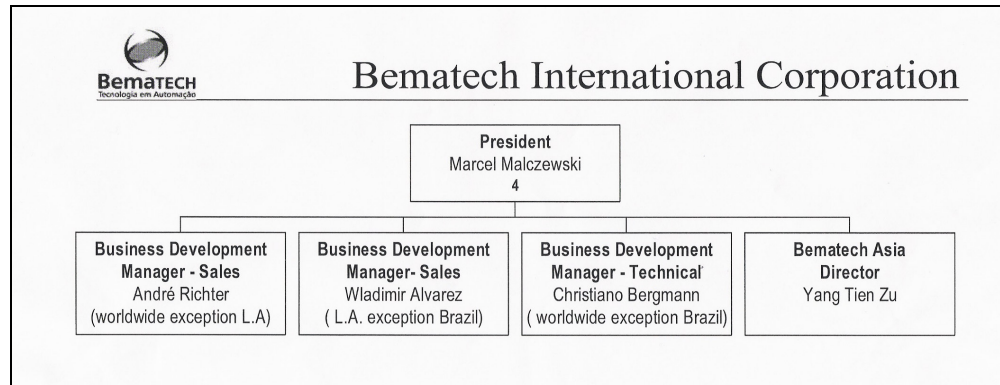 Bematech
Tecnologia em Automação
Bematech International Corporation
President
Marcel Malczewski
4
Business Development
Manager - Sales
André Richter
(worldwide exception L.A)
Business Development
Manager- Sales
Wladimir Alvarez
( L.A. exception Brazil)
Business Development
Manager - Technical
Christiano Bergmann
( worldwide exception Brazil)
Bematech Asia
Director
Yang Tien Zu